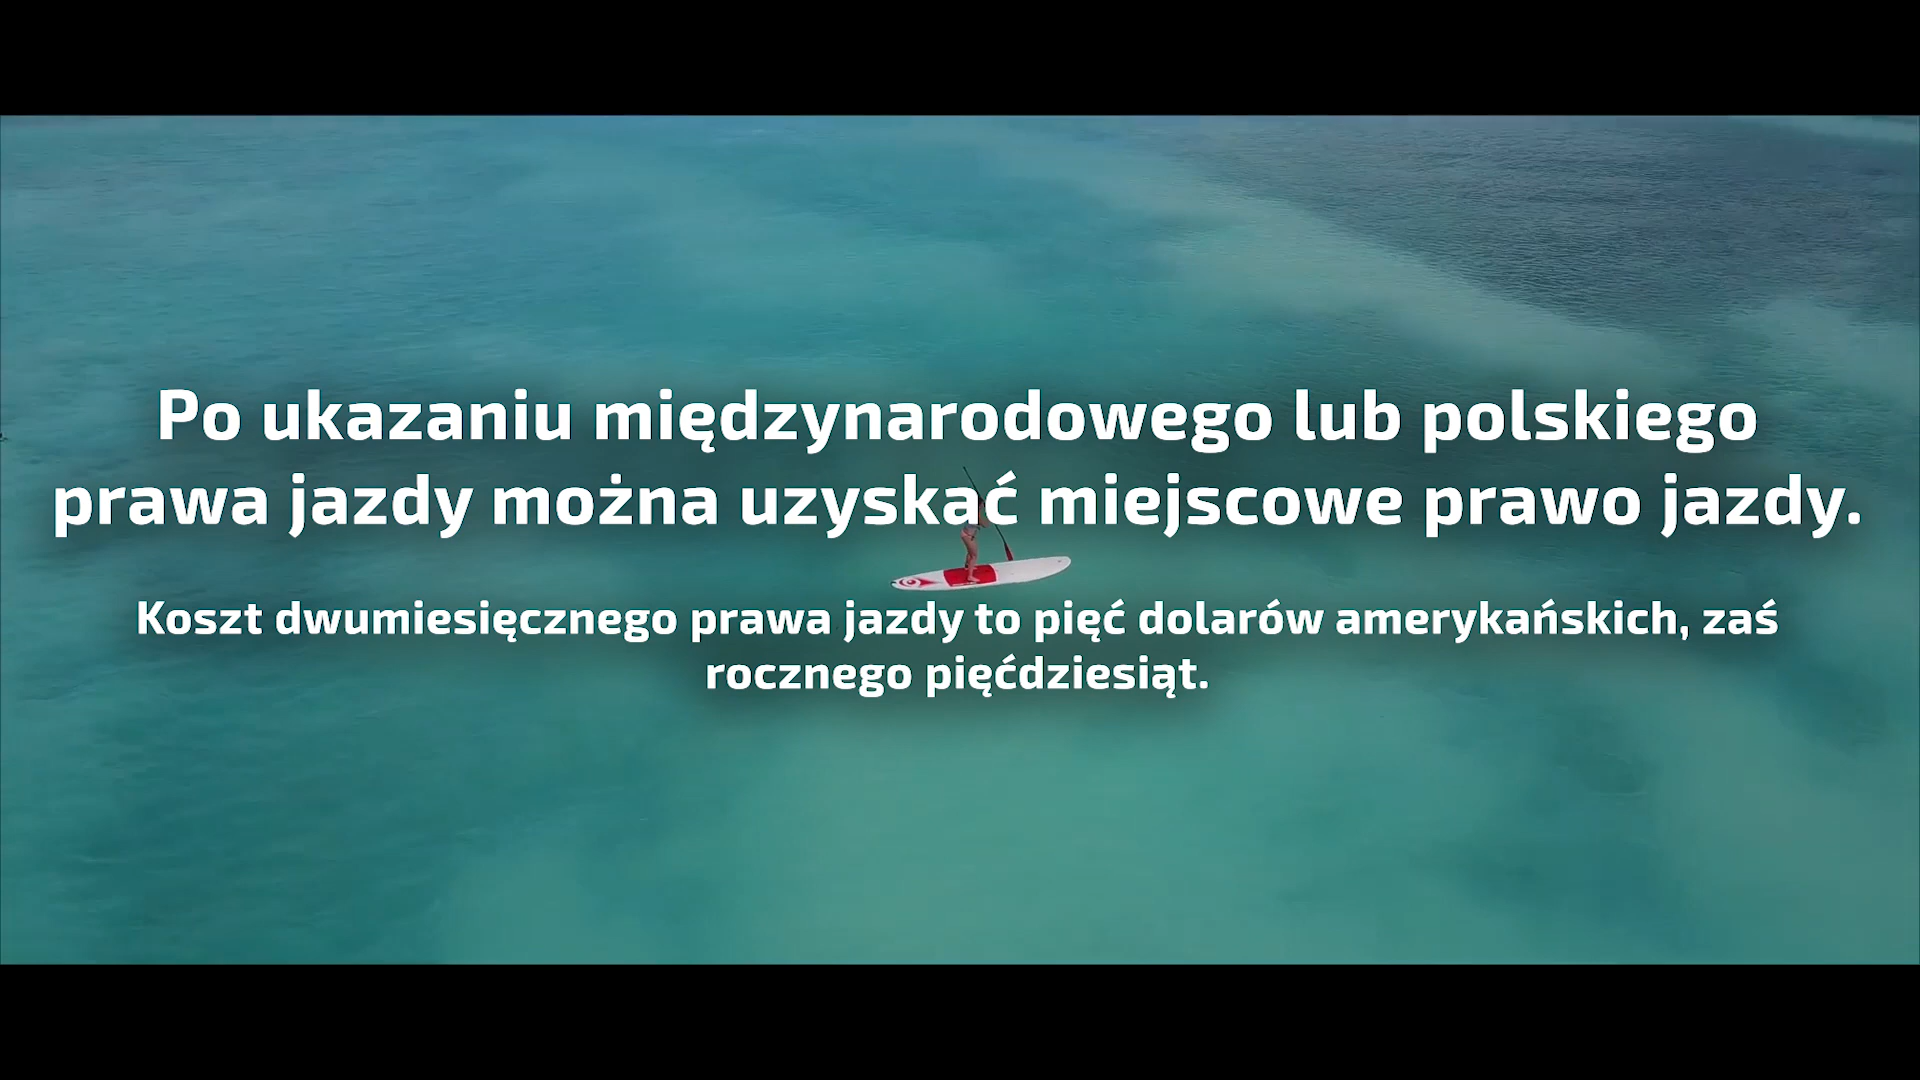 Po ukazaniu międzynarodowego lub polskiego
prawa jazdy można uzyskać miejscowe prawo jazdy.
Koszt dwumiesięcznego prawa jazdy to pięć dolarów amerykańskich, zaś
rocznego pięćdziesiąt.